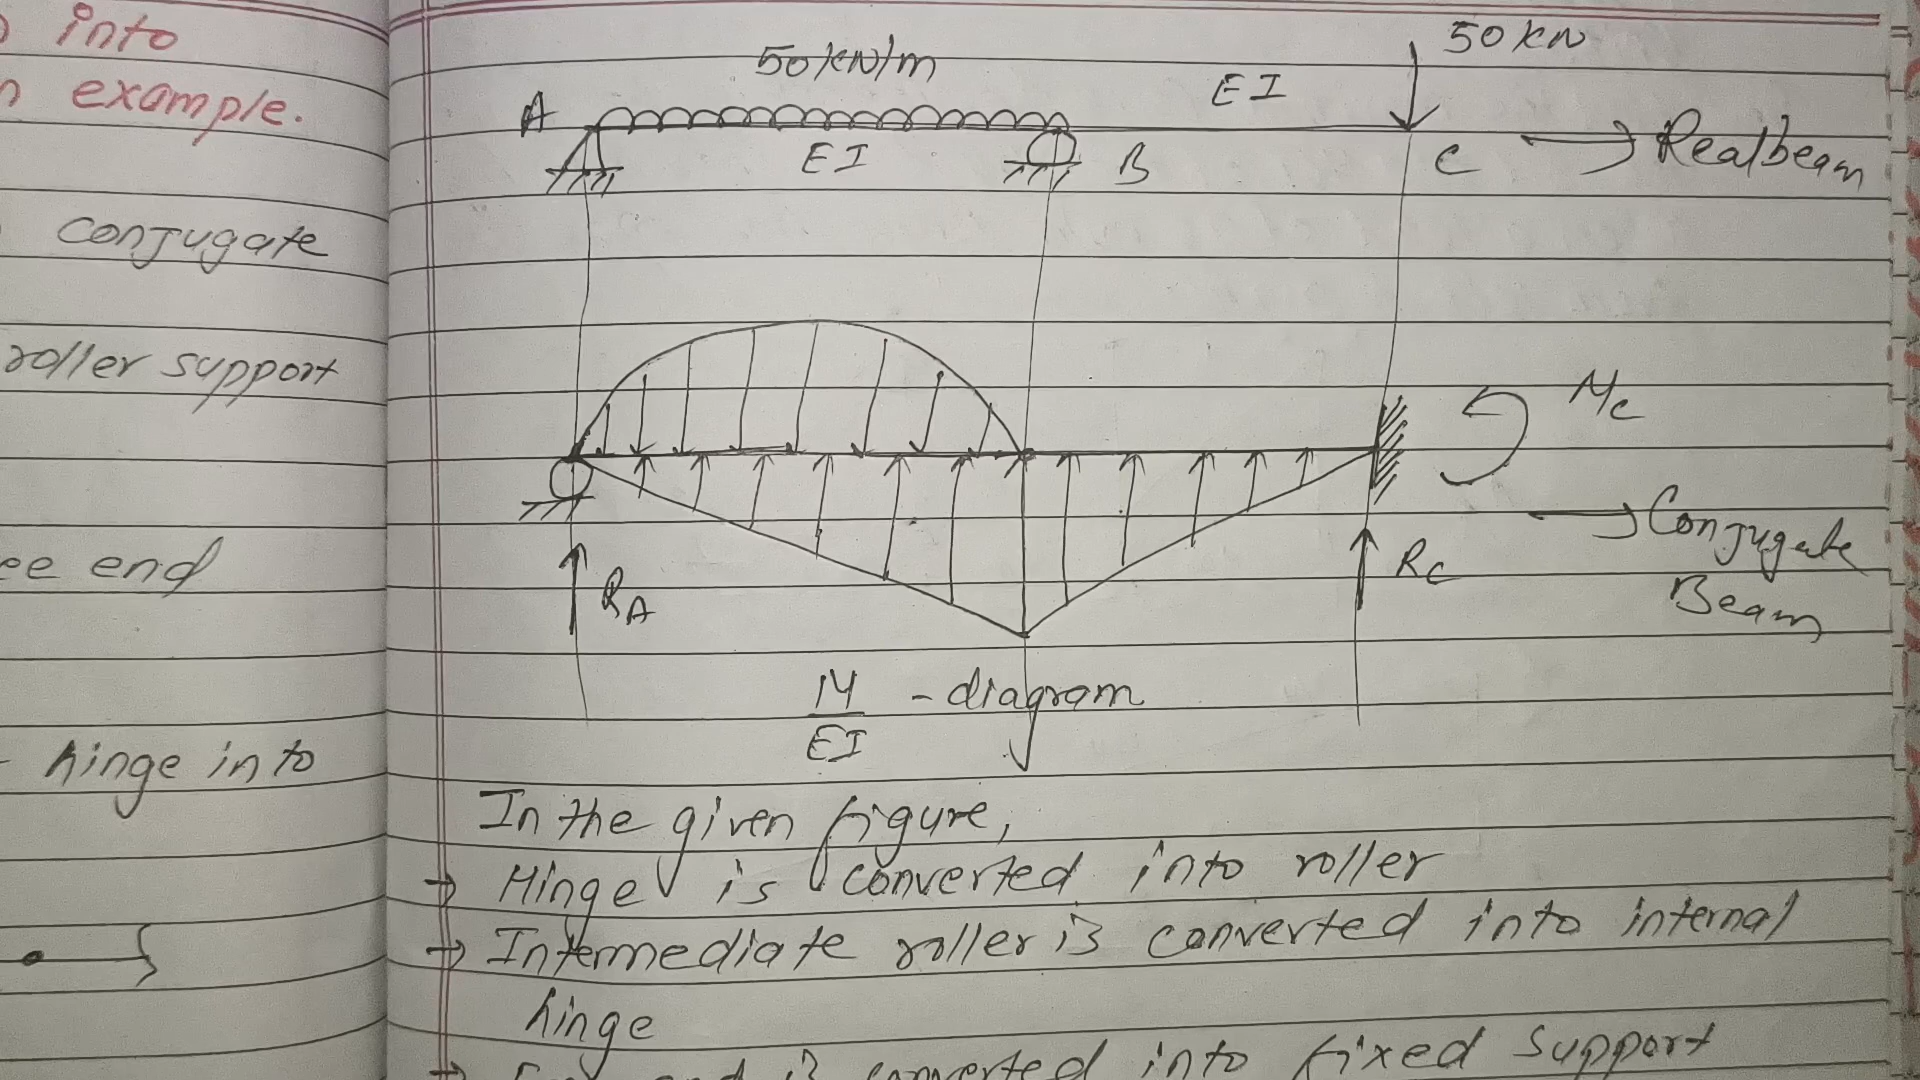 into
example.
conjugate
roller support
ee end
hinge into
50 kN/m
50 kN
EI
A
EI
B
C
Realbeam
Mc
Conjugate
Beam
RA
Rc
M/EI - diagram
In the given figure,
→ Hinge is converted into roller
→ Intermediate roller is converted into internal
hinge
converted into fixed support